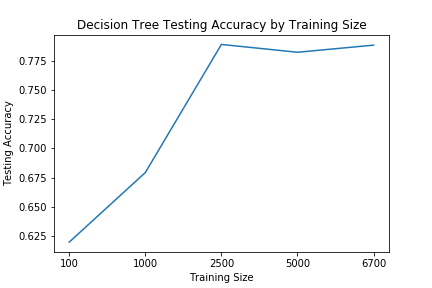 Decision Tree Testing Accuracy by Training Size
0.775
0.750
0.725
0.700
0.675
0.650
0.625
Testing Accuracy
100 1000 2500 5000 6700
Training Size